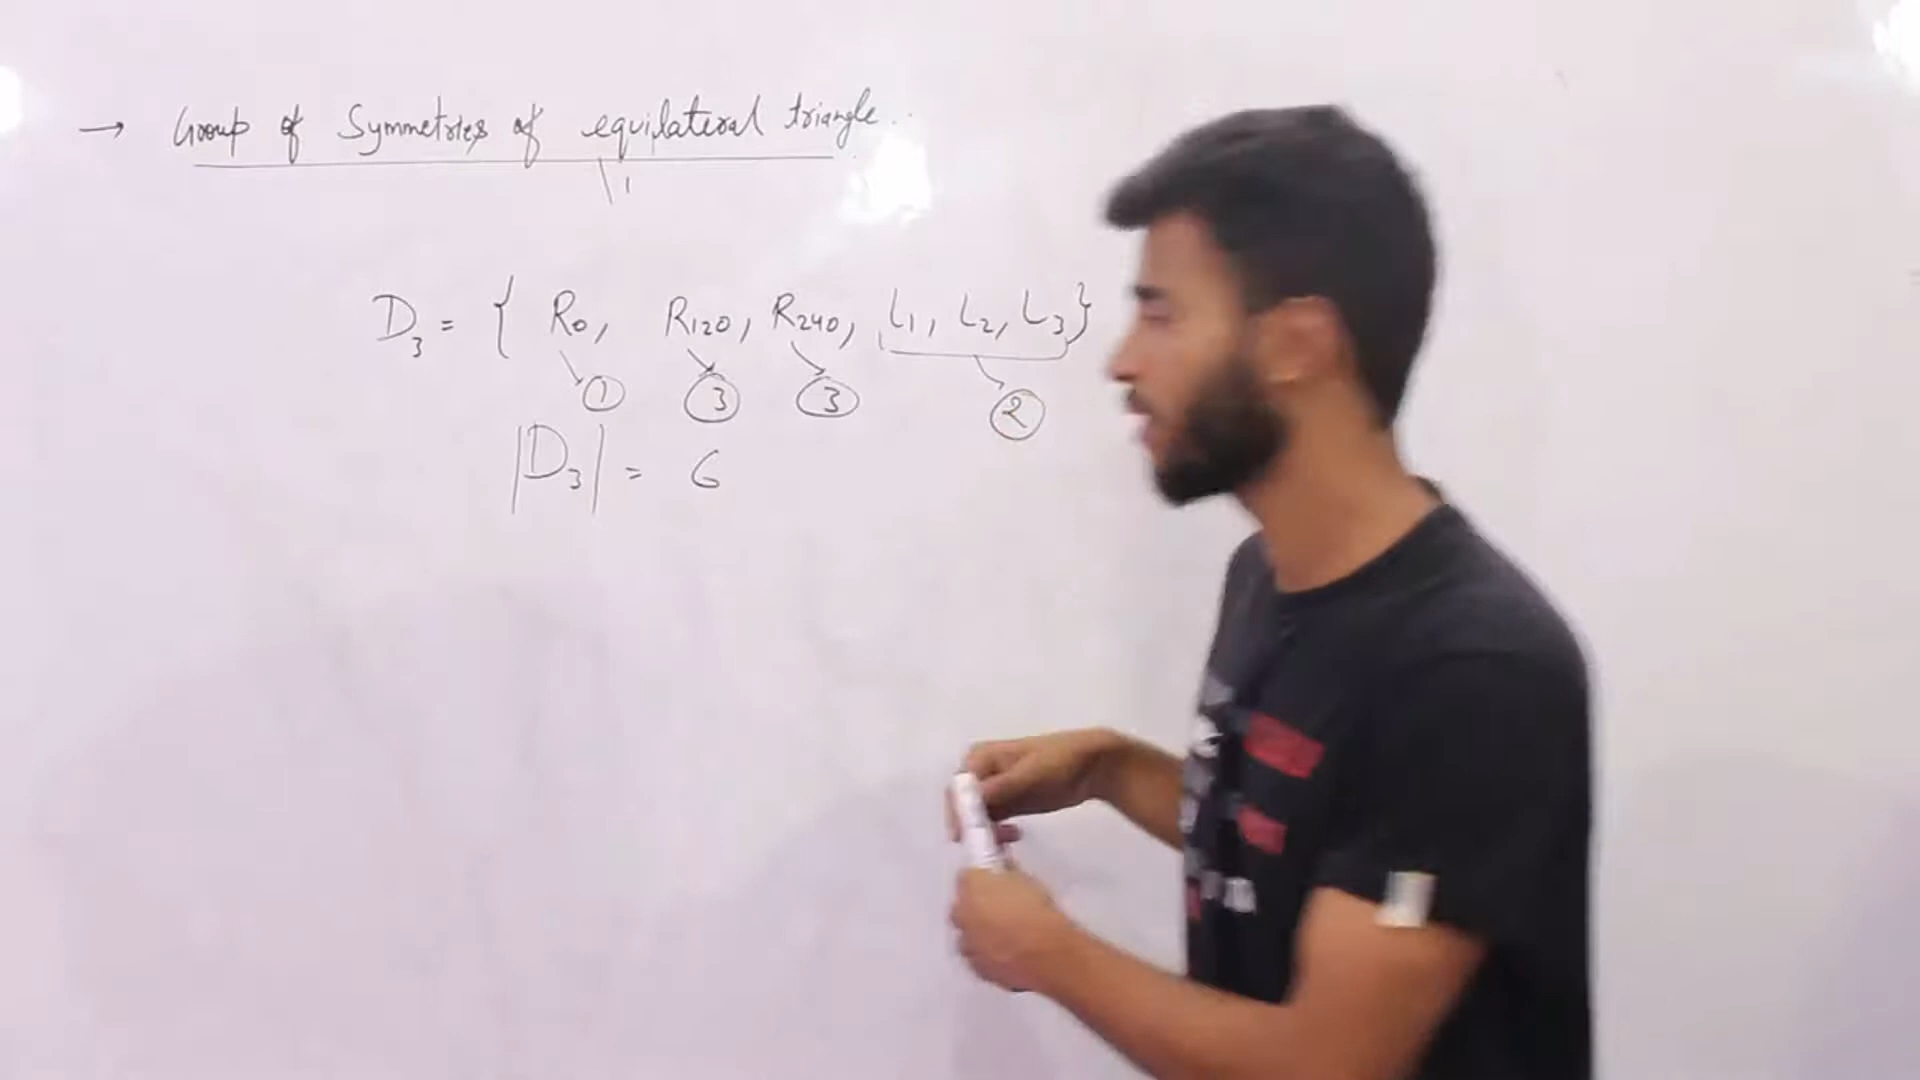 → Group of Symmetries of equilateral triangle..
D₃ = { R₀, R₁₂₀, R₂₄₀, L₁, L₂, L₃}
① ③ ③ ②
|D₃| = 6